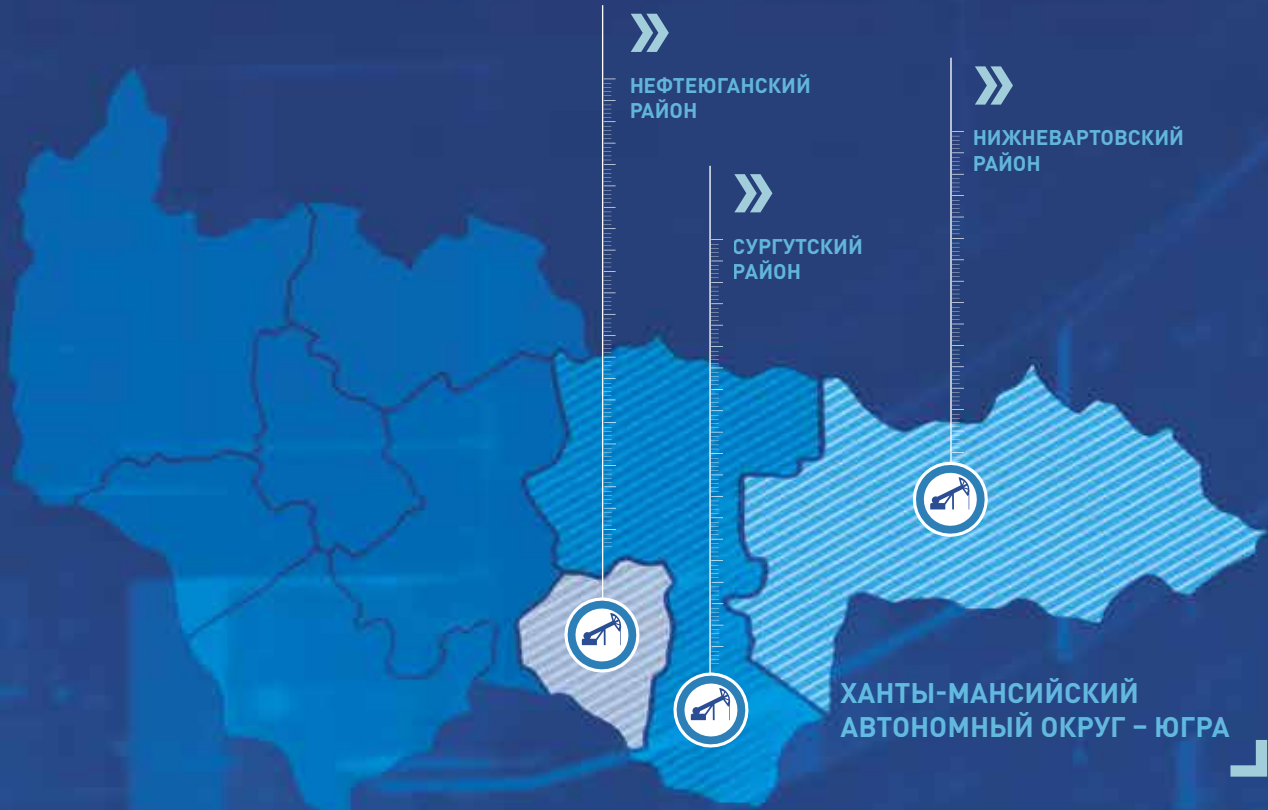 НЕФТЕЮГАНСКИЙ
РАЙОН
НИЖНЕВАРТОВСКИЙ
РАЙОН
СУРГУТСКИЙ
РАЙОН
ХАНТЫ-МАНСИЙСКИЙ
АВТОНОМНЫЙ ОКРУГ – ЮГРА